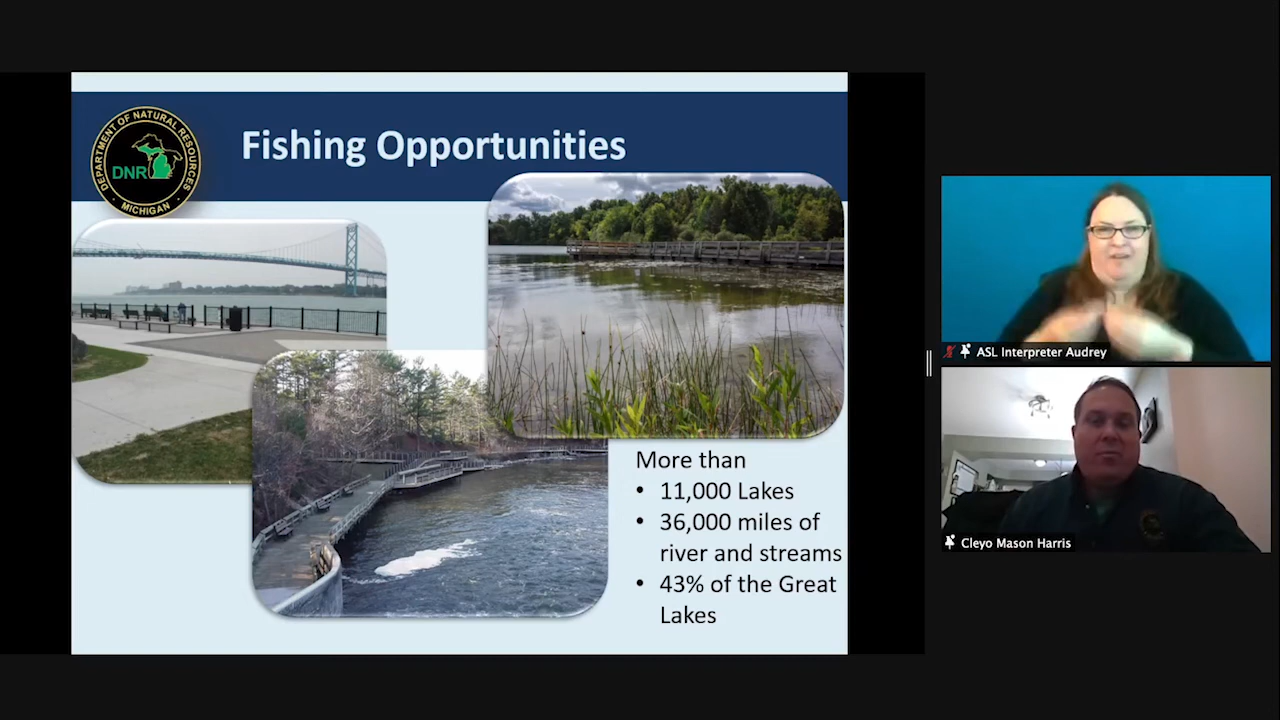 DEPARTMENT OF NATURAL RESOURCES
DNR
MICHIGAN
Fishing Opportunities
More than
• 11,000 Lakes
• 36,000 miles of
river and streams
• 43% of the Great
Lakes
ASL Interpreter Audrey
Cleyo Mason Harris